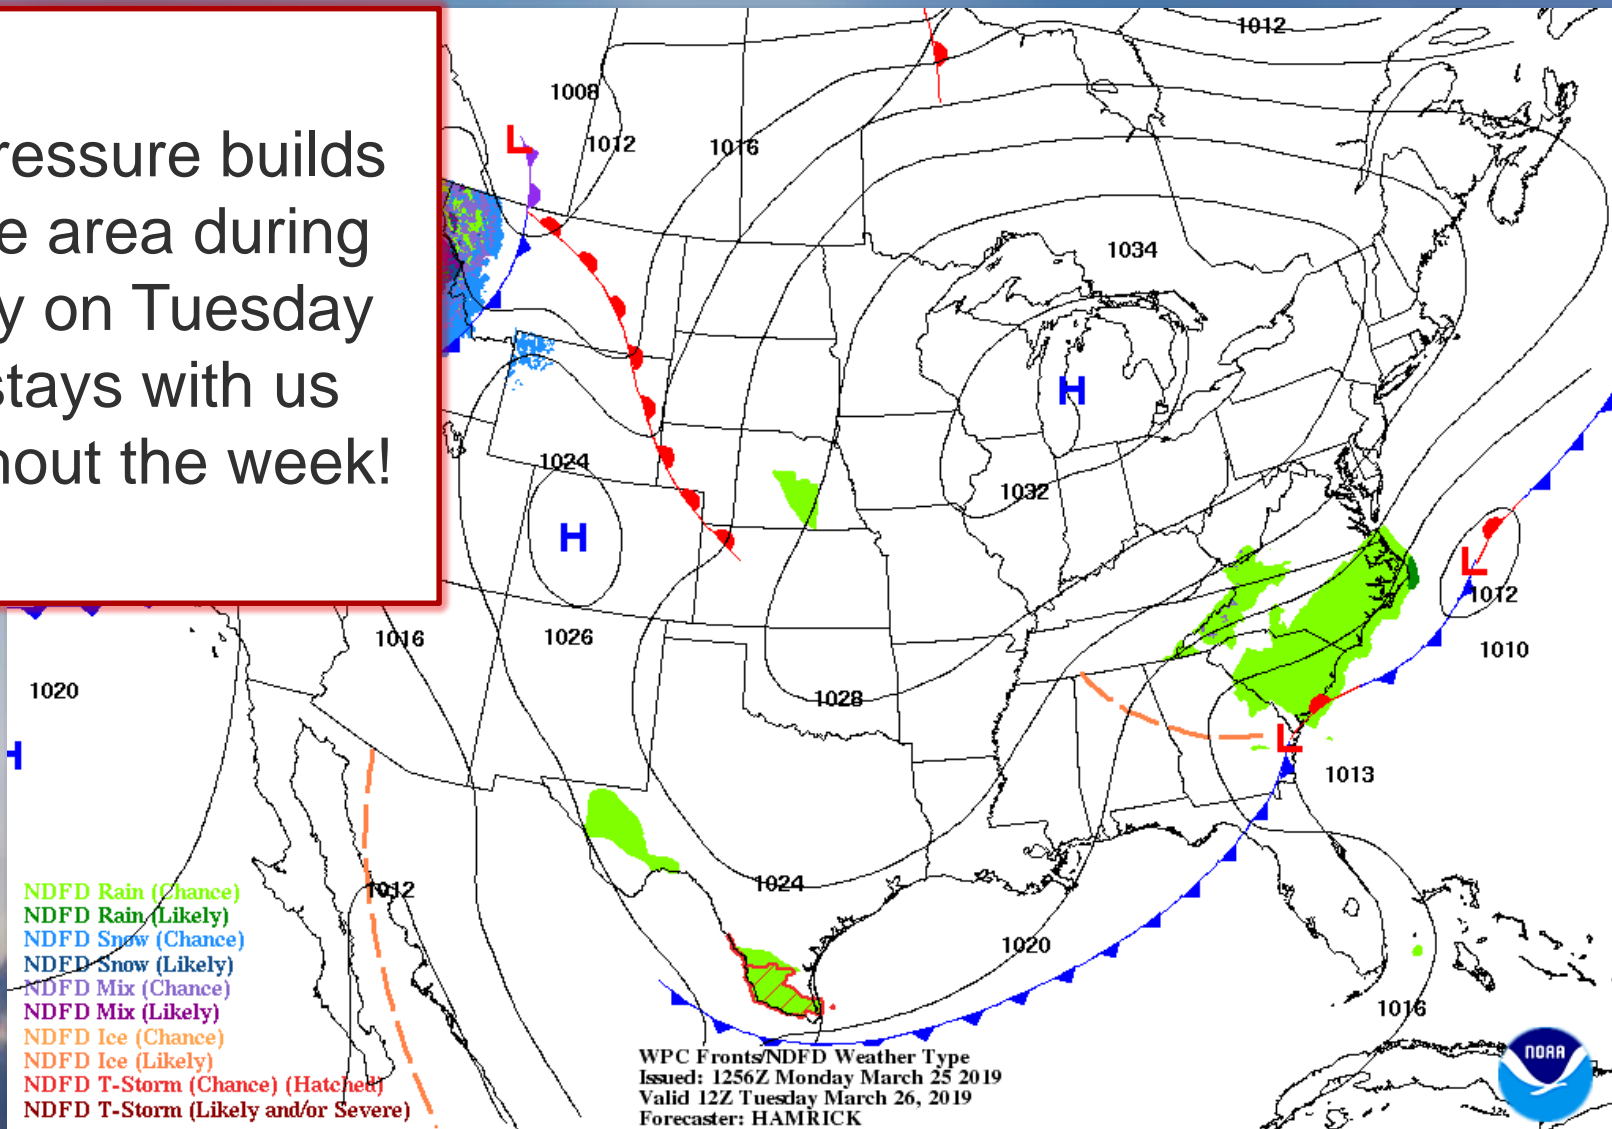 ressure builds
e area during
y on Tuesday
stays with us
hout the week!
1012
1008
1012
1016
1034
L
H
1024
1032
H
L
1012
1016
1026
1010
1020
1028
L
H
1013
1024
1012
1020
1016
NDFD Rain (Chance)
NDFD Rain (Likely)
NDFD Snow (Chance)
NDFD Snow (Likely)
NDFD Mix (Chance)
NDFD Mix (Likely)
NDFD Ice (Chance)
NDFD Ice (Likely)
NDFD T-Storm (Chance) (Hatched)
NDFD T-Storm (Likely and/or Severe)
WPC Fronts/NDFD Weather Type
Issued: 1256Z Monday March 25 2019
Valid 12Z Tuesday March 26, 2019
Forecaster: HAMRICK
NOAA